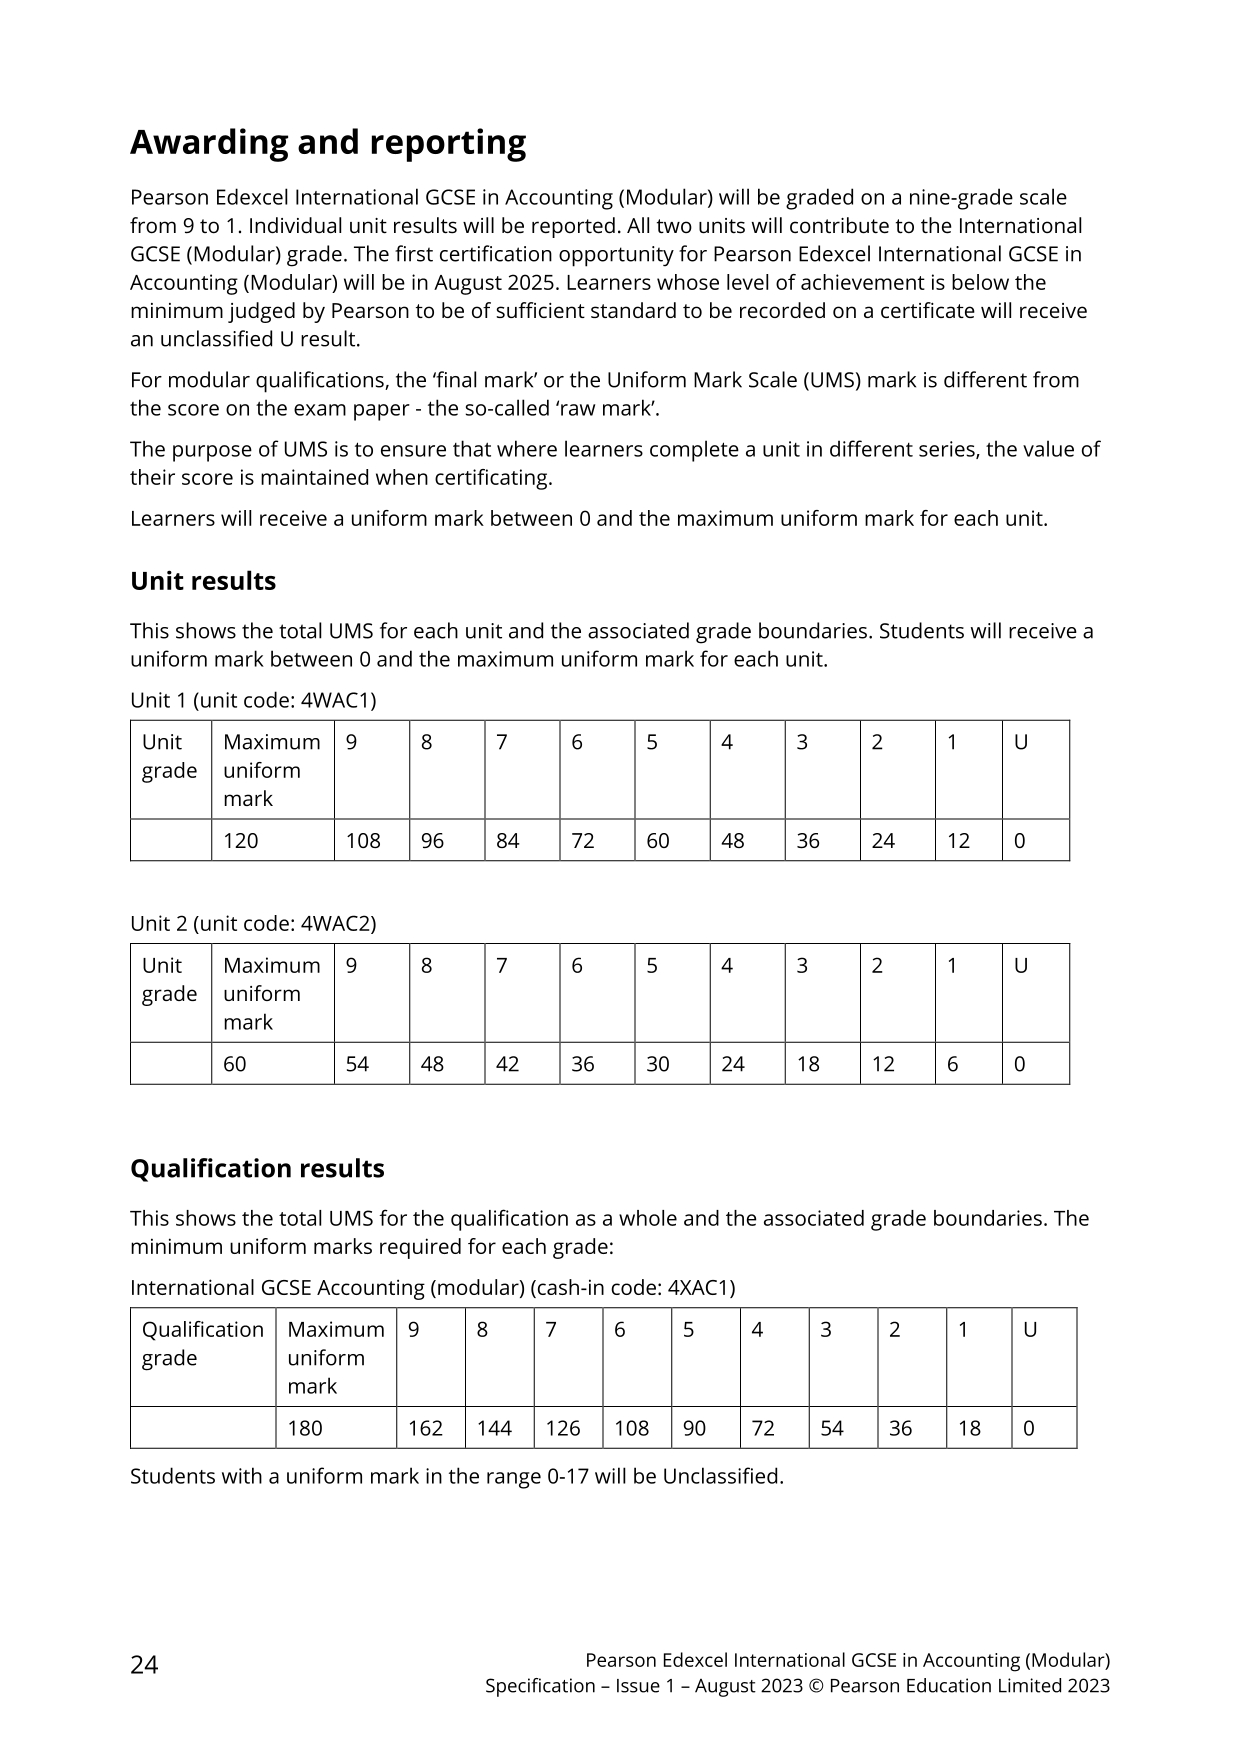 Awarding and reporting
Pearson Edexcel International GCSE in Accounting (Modular) will be graded on a nine-grade scale
from 9 to 1. Individual unit results will be reported. All two units will contribute to the International
GCSE (Modular) grade. The first certification opportunity for Pearson Edexcel International GCSE in
Accounting (Modular) will be in August 2025. Learners whose level of achievement is below the
minimum judged by Pearson to be of sufficient standard to be recorded on a certificate will receive
an unclassified U result.
For modular qualifications, the ‘final mark’ or the Uniform Mark Scale (UMS) mark is different from
the score on the exam paper - the so-called ‘raw mark’.
The purpose of UMS is to ensure that where learners complete a unit in different series, the value of
their score is maintained when certificating.
Learners will receive a uniform mark between 0 and the maximum uniform mark for each unit.
Unit results
This shows the total UMS for each unit and the associated grade boundaries. Students will receive a
uniform mark between 0 and the maximum uniform mark for each unit.
Unit 1 (unit code: 4WAC1)
Unit Maximum 9 8 7 6 5 4 3 2 1 U
grade uniform
mark
120 108 96 84 72 60 48 36 24 12 0
Unit 2 (unit code: 4WAC2)
Unit Maximum 9 8 7 6 5 4 3 2 1 U
grade uniform
mark
60 54 48 42 36 30 24 18 12 6 0
Qualification results
This shows the total UMS for the qualification as a whole and the associated grade boundaries. The
minimum uniform marks required for each grade:
International GCSE Accounting (modular) (cash-in code: 4XAC1)
Qualification Maximum 9 8 7 6 5 4 3 2 1 U
grade uniform
mark
180 162 144 126 108 90 72 54 36 18 0
Students with a uniform mark in the range 0-17 will be Unclassified.
24 Pearson Edexcel International GCSE in Accounting (Modular)
Specification – Issue 1 – August 2023 © Pearson Education Limited 2023